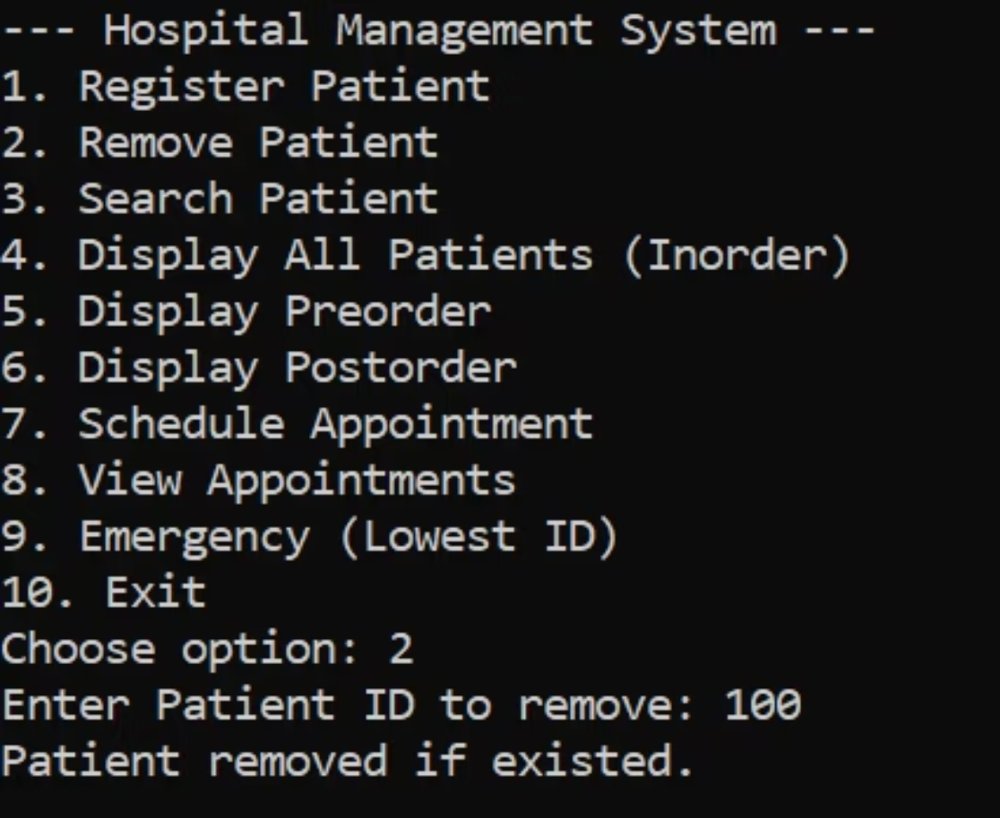 --- Hospital Management System ---
1. Register Patient
2. Remove Patient
3. Search Patient
4. Display All Patients (Inorder)
5. Display Preorder
6. Display Postorder
7. Schedule Appointment
8. View Appointments
9. Emergency (Lowest ID)
10. Exit
Choose option: 2
Enter Patient ID to remove: 100
Patient removed if existed.